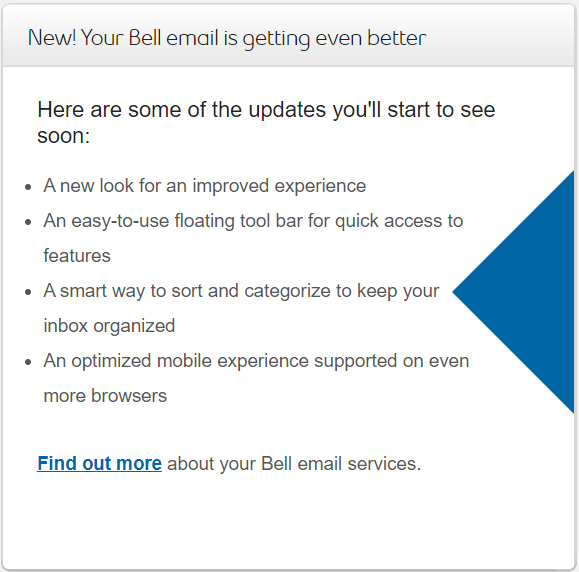 New! Your Bell email is getting even better
Here are some of the updates you'll start to see
soon:
• A new look for an improved experience
• An easy-to-use floating tool bar for quick access to
features
• A smart way to sort and categorize to keep your
inbox organized
• An optimized mobile experience supported on even
more browsers
Find out more about your Bell email services.